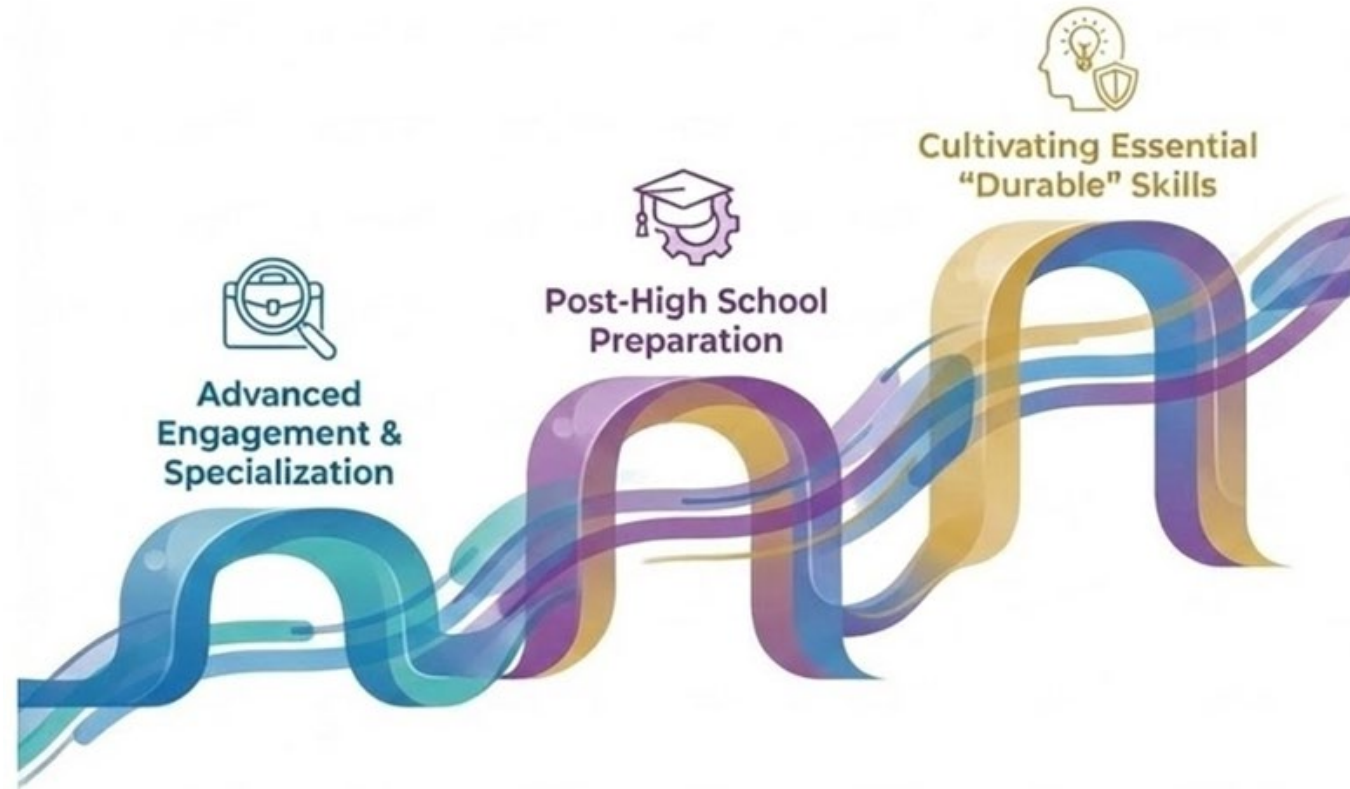 Advanced
Engagement &
Specialization
Post-High School
Preparation
Cultivating Essential
“Durable” Skills